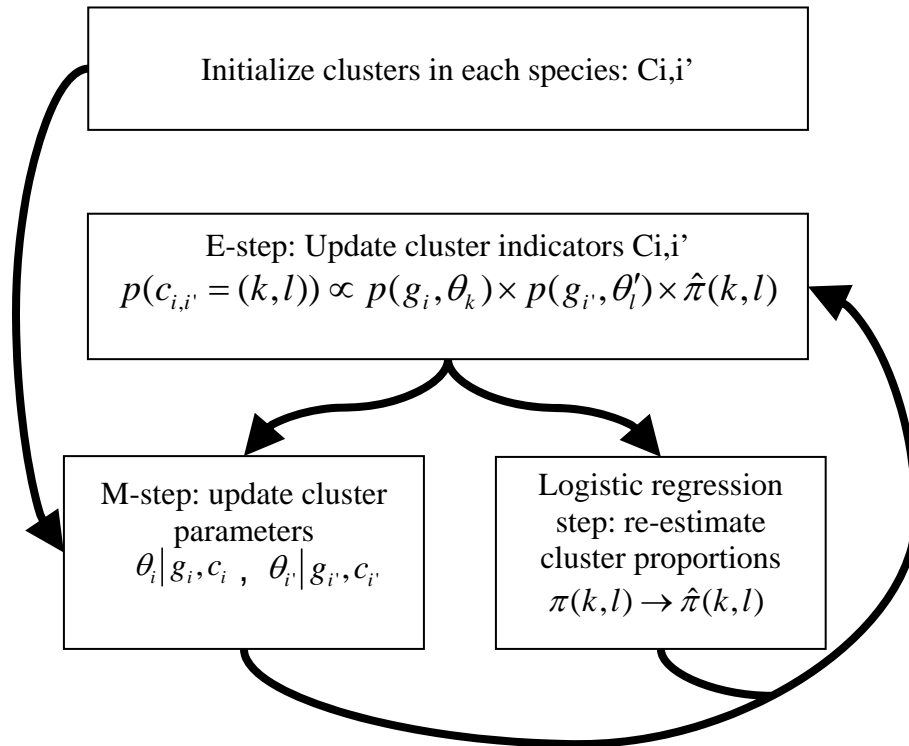 Initialize clusters in each species: Ci,i’
E-step: Update cluster indicators Ci,i’
p(c_{i,i'} = (k,l)) ∝ p(g_i,θ_k) × p(g_{i'},θ'_l) × π̂(k,l)
M-step: update cluster
parameters
θ_i|g_i,c_i , θ_{i'}|g_{i'},c_{i'}
Logistic regression
step: re-estimate
cluster proportions
π(k,l) → π̂(k,l)